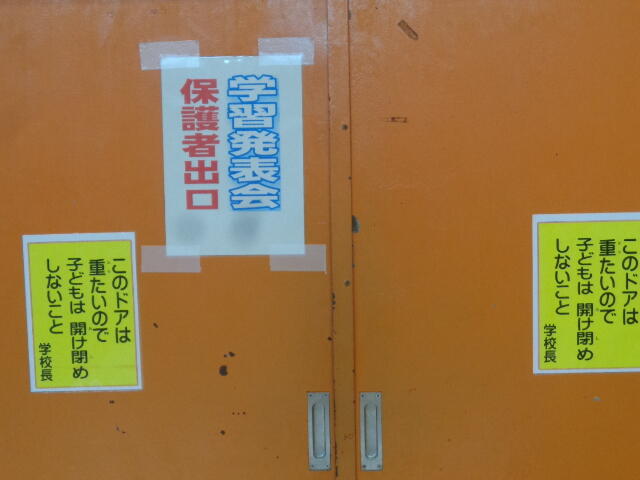 学習発表会
保護者出口
このドアは
重たいので
子どもは 開け閉め
しないこと
学校長
このドアは
重たいので
子どもは 開け閉め
しないこと
学校長